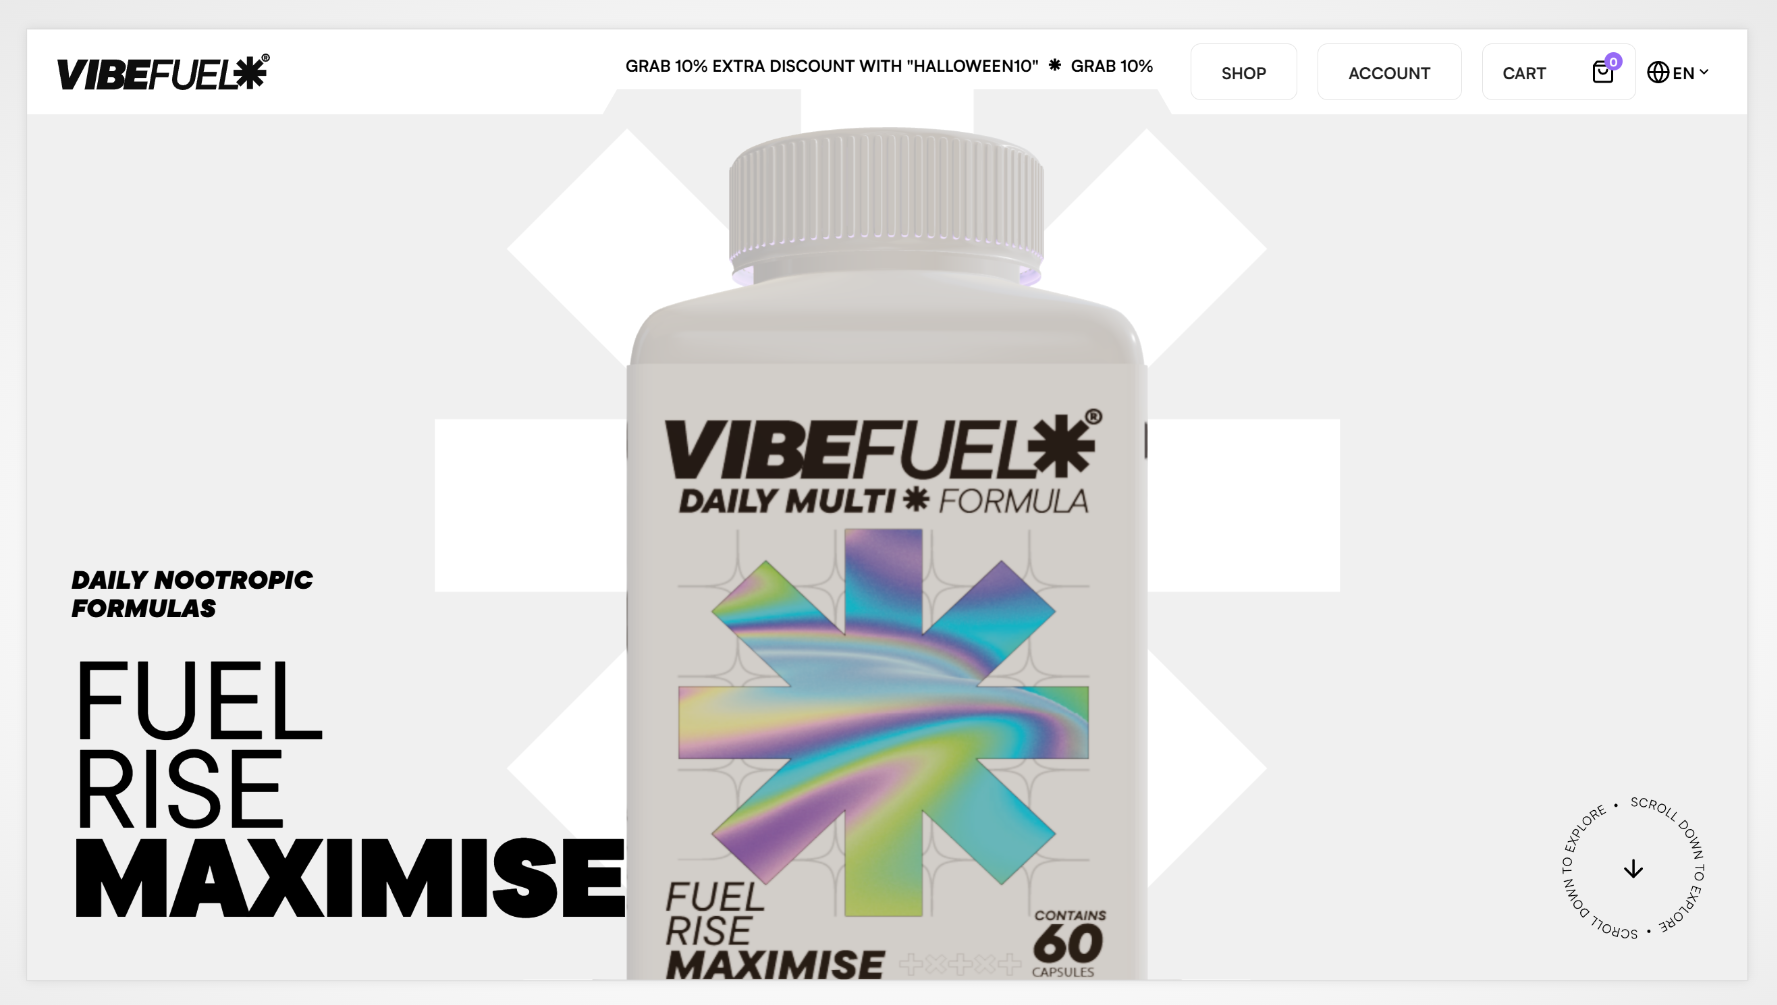 VIBEFUEL®
GRAB 10% EXTRA DISCOUNT WITH "HALLOWEEN10" * GRAB 10%
SHOP
ACCOUNT
CART
0
EN
VIBEFUEL®
DAILY MULTI * FORMULA
DAILY NOOTROPIC
FORMULAS
FUEL
RISE
MAXIMISE
FUEL
RISE
MAXIMISE
CONTAINS
60
CAPSULES
SCROLL DOWN TO EXPLORE • SCROLL DOWN TO EXPLORE •